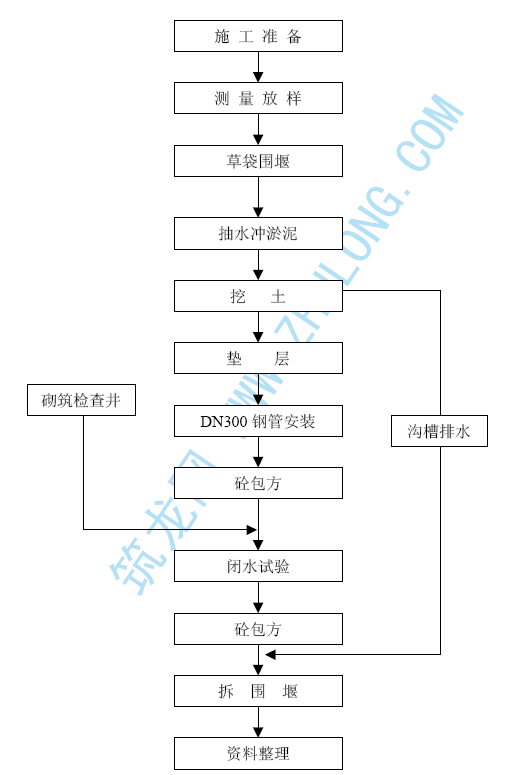 施 工 准 备
测 量 放 样
草袋围堰
抽水冲淤泥
挖 土
垫 层
砌筑检查井
DN300 钢管安装
沟槽排水
砼包方
闭水试验
砼包方
拆 围 堰
资料整理
筑龙网 WWW.ZHULONG.COM